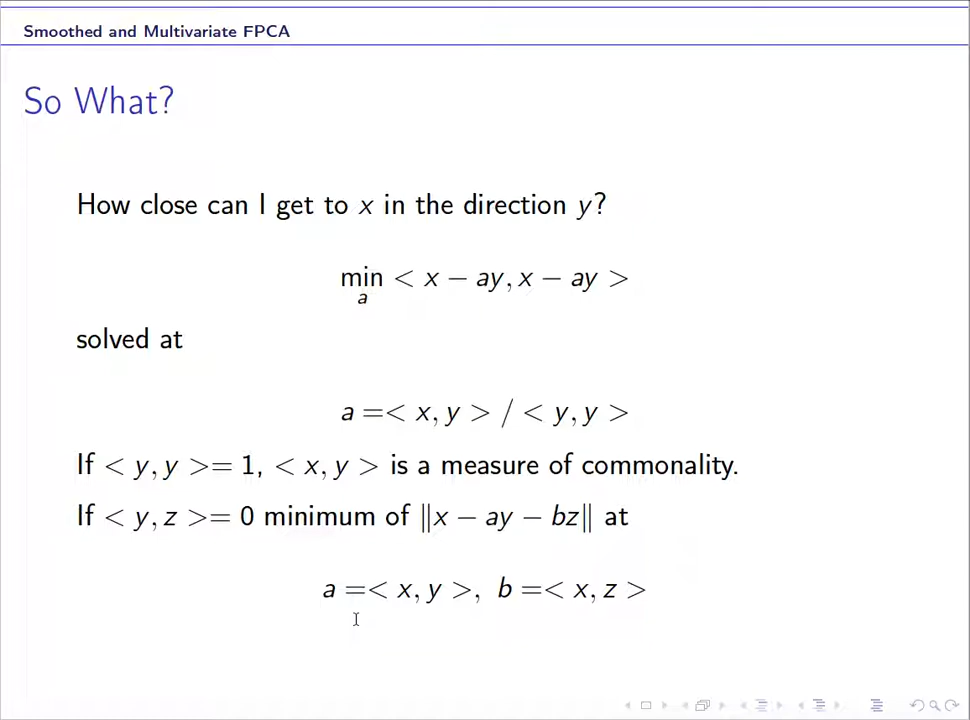 Smoothed and Multivariate FPCA
So What?
How close can I get to x in the direction y?
min < x − ay, x − ay >
a
solved at
a =< x, y > / < y, y >
If < y, y >= 1, < x, y > is a measure of commonality.
If < y, z >= 0 minimum of ‖x − ay − bz‖ at
a =< x, y >, b =< x, z >